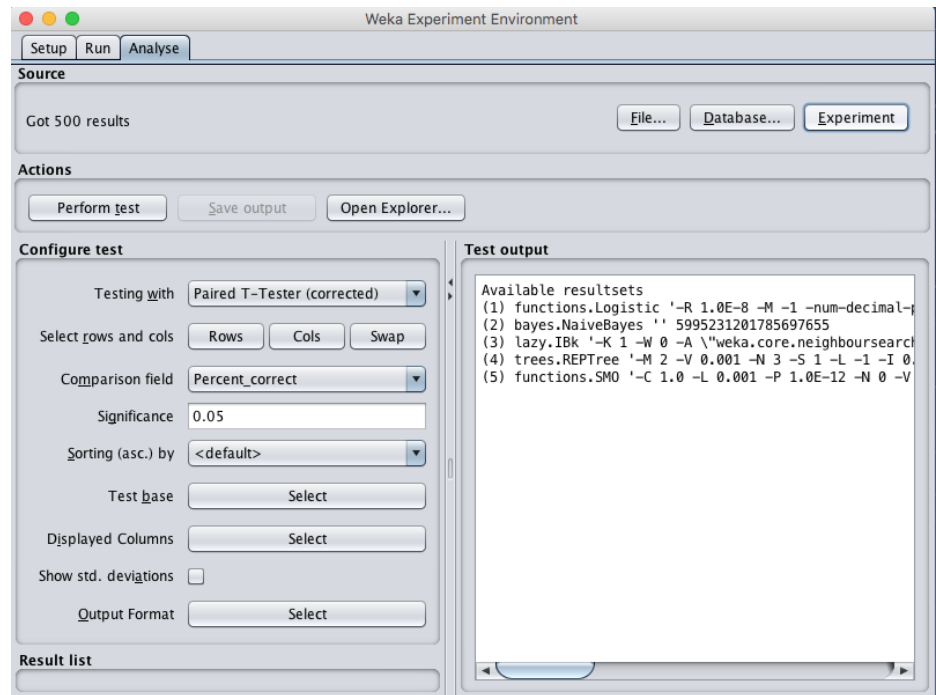 Weka Experiment Environment
Setup Run Analyse
Source
Got 500 results File... Database... Experiment
Actions
Perform test Save output Open Explorer...
Configure test
Testing with Paired T-Tester (corrected)
Select rows and cols Rows Cols Swap
Comparison field Percent_correct
Significance 0.05
Sorting (asc.) by <default>
Test base Select
Displayed Columns Select
Show std. deviations
Output Format Select
Result list
Test output
Available resultsets
(1) functions.Logistic '-R 1.0E-8 -M -1 -num-decimal-p
(2) bayes.NaiveBayes '' 5995231201785697655
(3) lazy.IBk '-K 1 -W 0 -A \"weka.core.neighboursearch
(4) trees.REPTree '-M 2 -V 0.001 -N 3 -S 1 -L -1 -I 0.
(5) functions.SMO '-C 1.0 -L 0.001 -P 1.0E-12 -N 0 -V